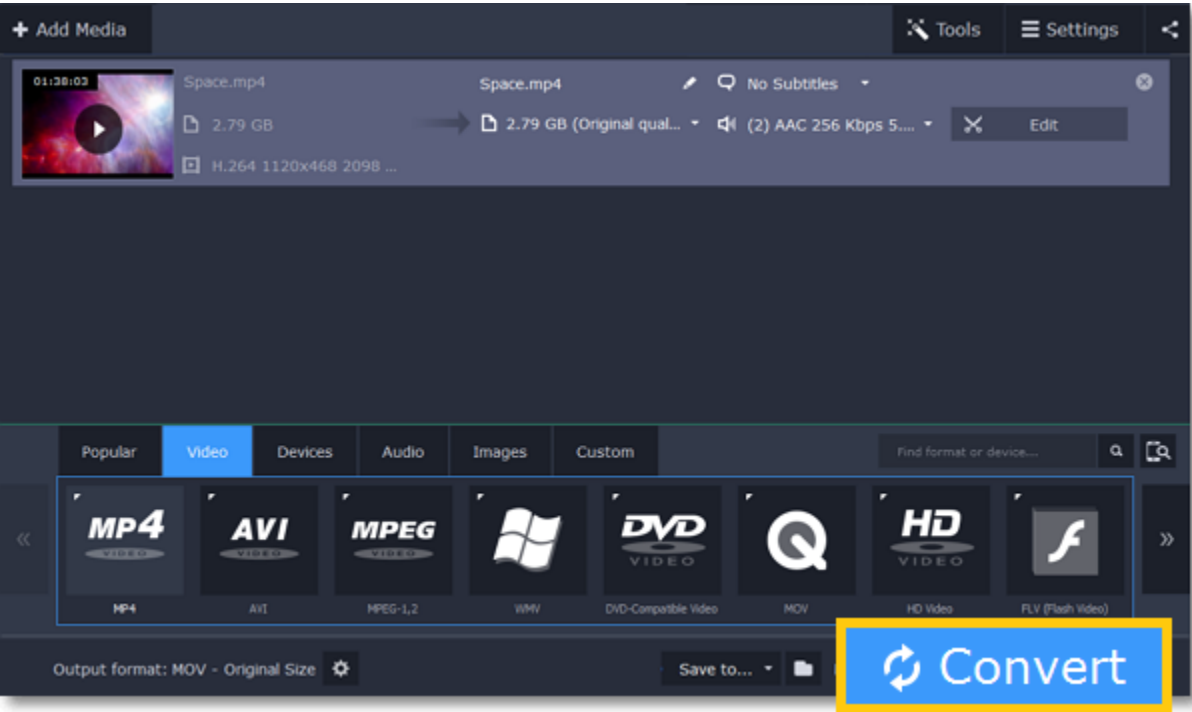 Add Media
Tools
Settings
01:38:03
Space.mp4
Space.mp4
No Subtitles
2.79 GB
2.79 GB (Original qual...
(2) AAC 256 Kbps 5....
Edit
H.264 1120x468 2098 ...
Popular
Video
Devices
Audio
Images
Custom
Find format or device...
MP4
VIDEO
AVI
VIDEO
MPEG
VIDEO
DVD
VIDEO
HD
VIDEO
MP4
AVI
MPEG-1,2
WMV
DVD-Compatible Video
MOV
HD Video
FLV (Flash Video)
Output format: MOV - Original Size
Save to...
Convert